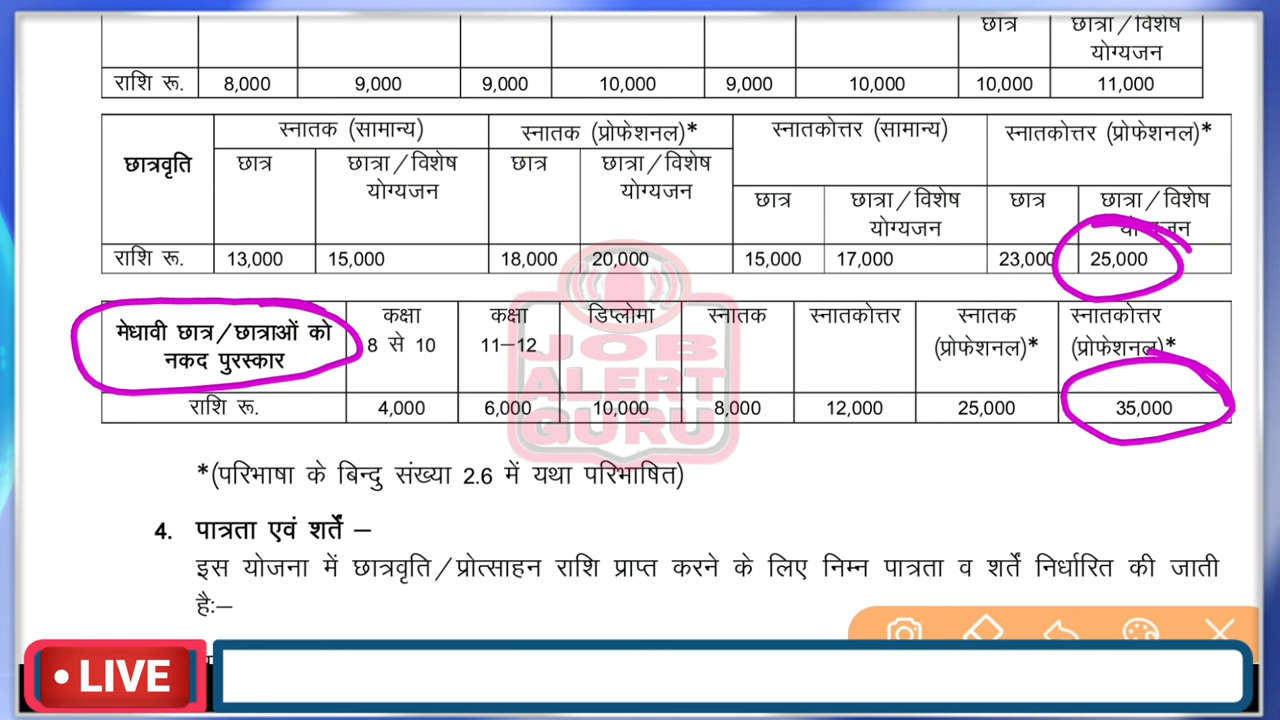 छात्र छात्रा/विशेष योग्यजन
राशि रू. 8,000 9,000 9,000 10,000 9,000 10,000 10,000 11,000
छात्रवृति स्नातक (सामान्य) स्नातक (प्रोफेशनल)* स्नातकोत्तर (सामान्य) स्नातकोत्तर (प्रोफेशनल)*
छात्र छात्रा/विशेष योग्यजन छात्र छात्रा/विशेष योग्यजन छात्र छात्रा/विशेष योग्यजन छात्र छात्रा/विशेष योग्यजन
राशि रू. 13,000 15,000 18,000 20,000 15,000 17,000 23,000 25,000
मेधावी छात्र/छात्राओं को नकद पुरस्कार कक्षा 8 से 10 कक्षा 11–12 डिप्लोमा स्नातक स्नातकोत्तर स्नातक (प्रोफेशनल)* स्नातकोत्तर (प्रोफेशनल)*
राशि रू. 4,000 6,000 10,000 8,000 12,000 25,000 35,000
JOB
ALERT
GURU
*(परिभाषा के बिन्दु संख्या 2.6 में यथा परिभाषित)
4. पात्रता एवं शर्तें –
इस योजना में छात्रवृति/प्रोत्साहन राशि प्राप्त करने के लिए निम्न पात्रता व शर्तें निर्धारित की जाती
है:–
• LIVE